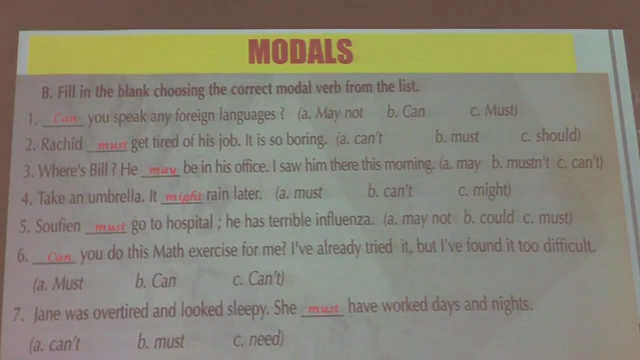 MODALS
B. Fill in the blank choosing the correct modal verb from the list.
1. Can you speak any foreign languages ? (a. May not b. Can c. Must)
2. Rachid must get tired of his job. It is so boring. (a. can't b. must c. should)
3. Where's Bill ? He may be in his office. I saw him there this morning. (a. may b. mustn't c. can't)
4. Take an umbrella. It might rain later. (a. must b. can't c. might)
5. Soufien must go to hospital ; he has terrible influenza. (a. may not b. could c. must)
6. Can you do this Math exercise for me? I've already tried it, but I've found it too difficult.
(a. Must b. Can c. Can't)
7. Jane was overtired and looked sleepy. She must have worked days and nights.
(a. can't b. must c. need)